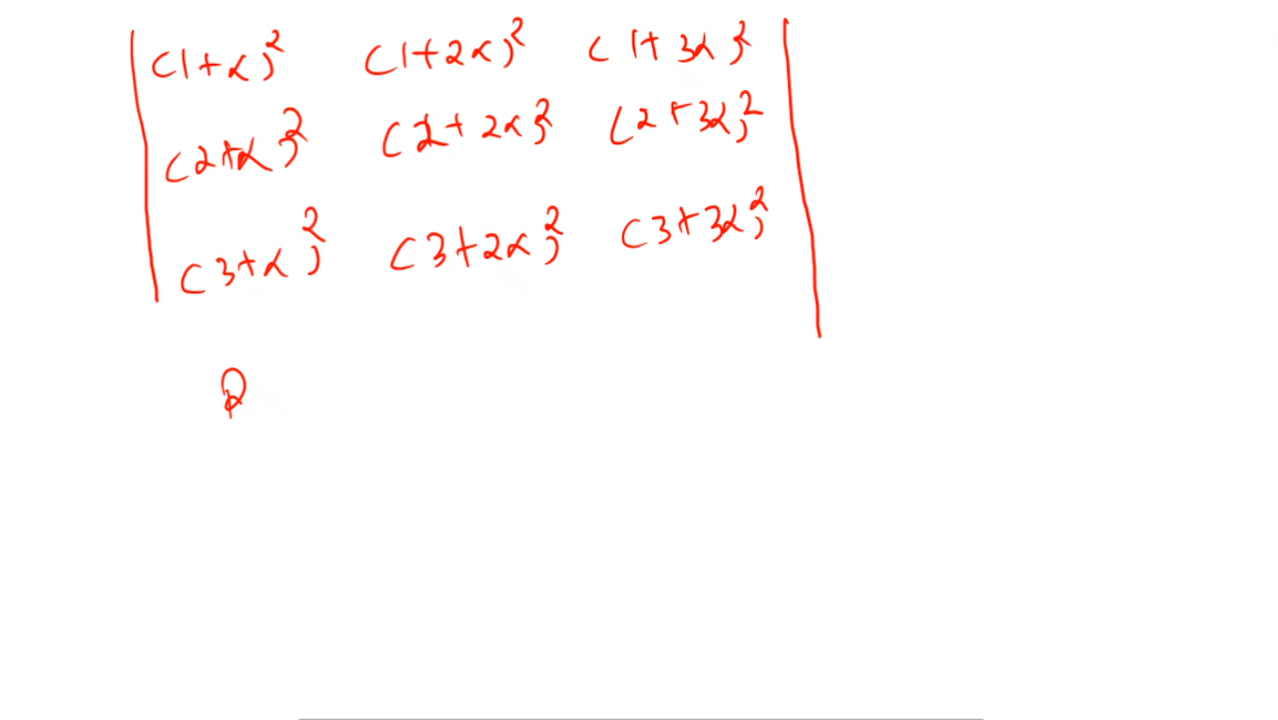 | (1+α)² (1+2α)² (1+3α)² |
| (2+α)² (2+2α)² (2+3α)² |
| (3+α)² (3+2α)² (3+3α)² |
R